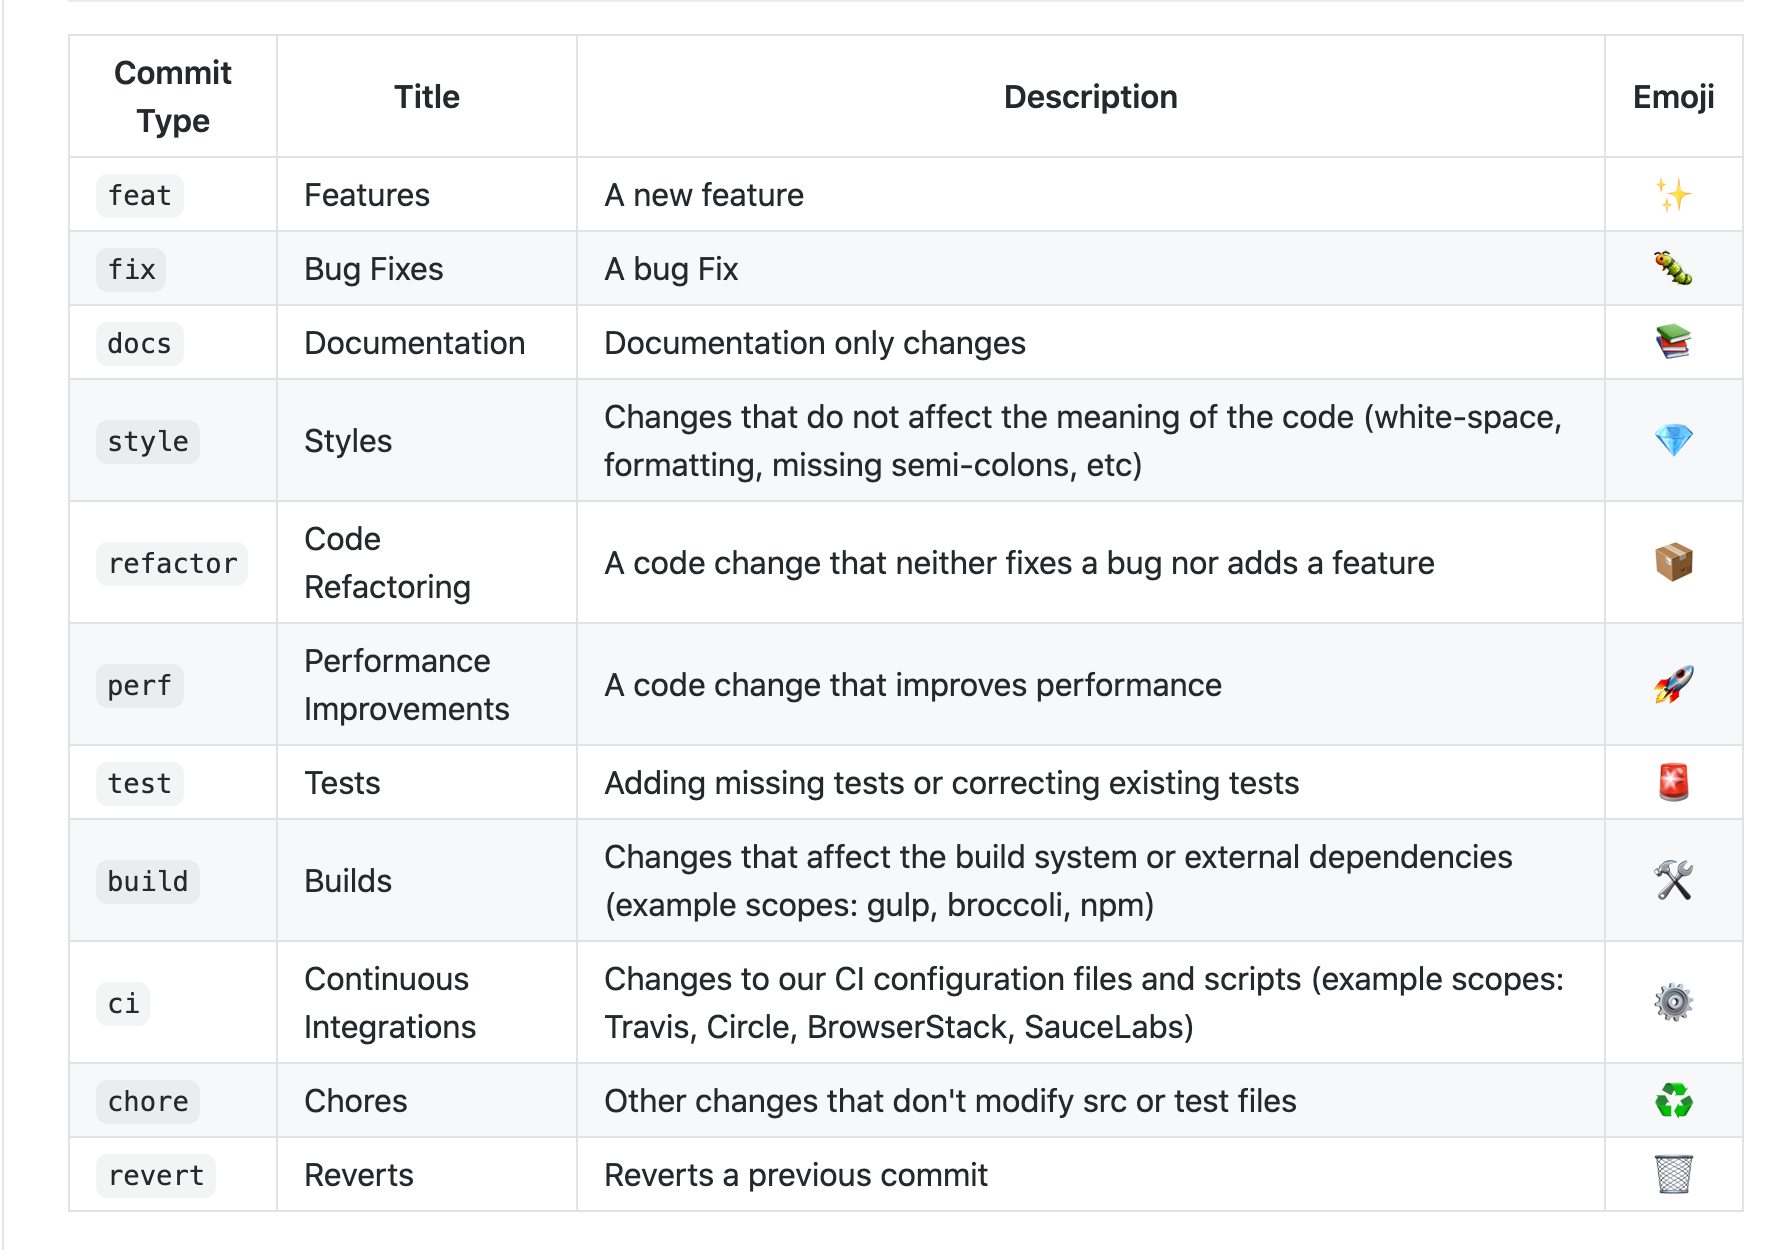 Commit Type
Title
Description
Emoji
feat
Features
A new feature
✨
fix
Bug Fixes
A bug Fix
🐛
docs
Documentation
Documentation only changes
📚
style
Styles
Changes that do not affect the meaning of the code (white-space,
formatting, missing semi-colons, etc)
💎
refactor
Code
Refactoring
A code change that neither fixes a bug nor adds a feature
📦
perf
Performance
Improvements
A code change that improves performance
🚀
test
Tests
Adding missing tests or correcting existing tests
🚨
build
Builds
Changes that affect the build system or external dependencies
(example scopes: gulp, broccoli, npm)
🛠
ci
Continuous
Integrations
Changes to our CI configuration files and scripts (example scopes:
Travis, Circle, BrowserStack, SauceLabs)
⚙️
chore
Chores
Other changes that don't modify src or test files
♻️
revert
Reverts
Reverts a previous commit
🗑